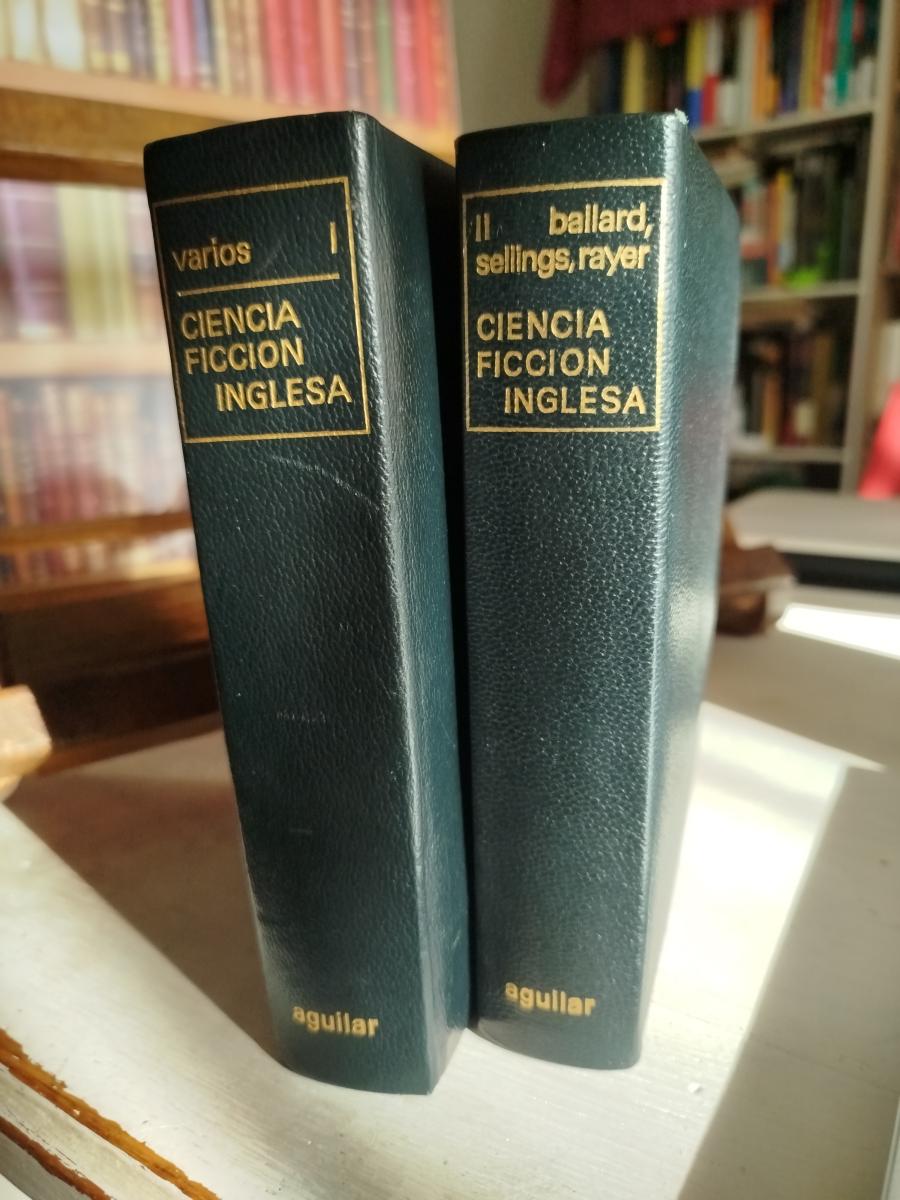 varios I
CIENCIA
FICCION
INGLESA
aguilar
II ballard,
sellings, rayer
CIENCIA
FICCION
INGLESA
aguilar